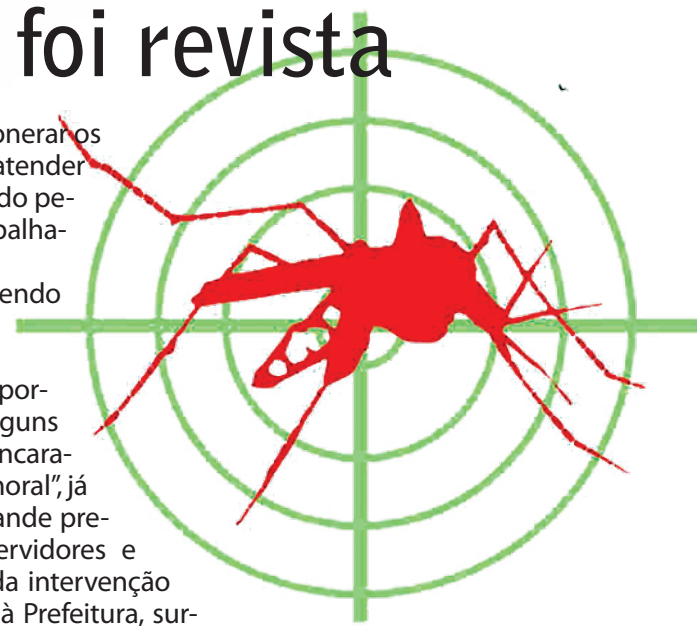 foi revista
onerar os
atender
do pe-
balha-
endo
por-
guns
ncara-
moral", já
ande pre-
ervidores e
da intervenção
à Prefeitura, sur-